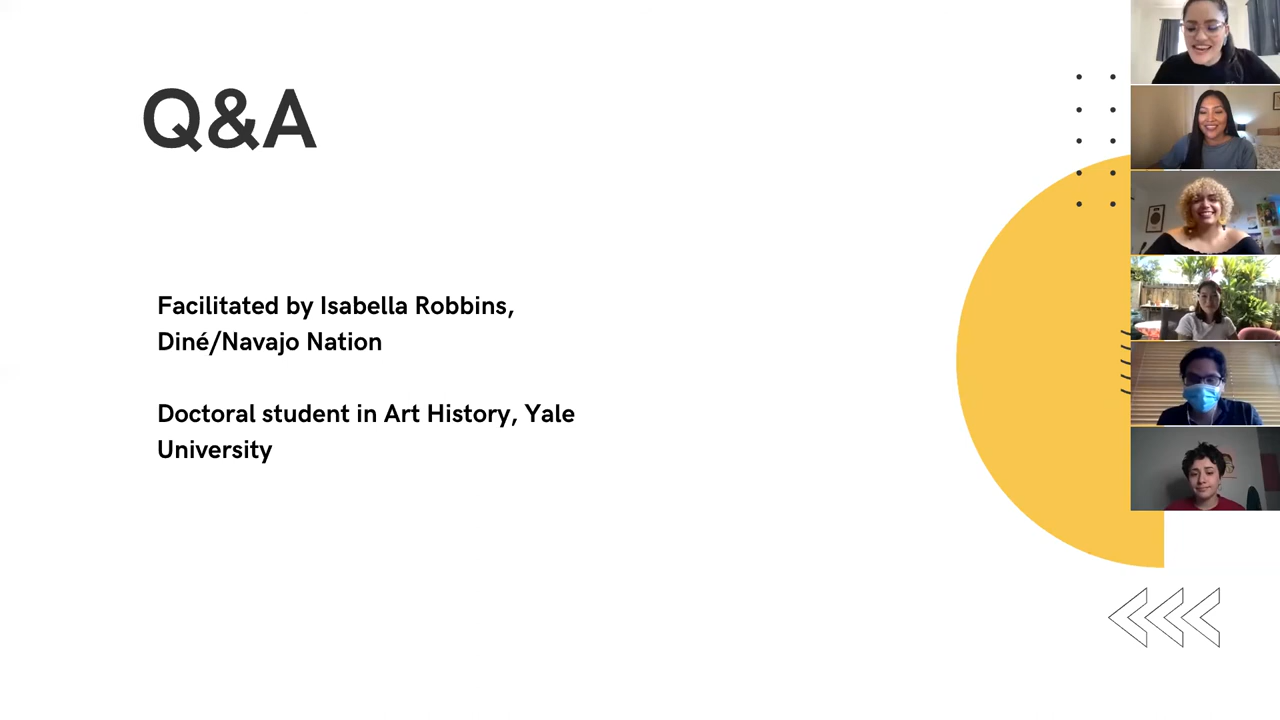 Q&A
Facilitated by Isabella Robbins,
Diné/Navajo Nation
Doctoral student in Art History, Yale
University